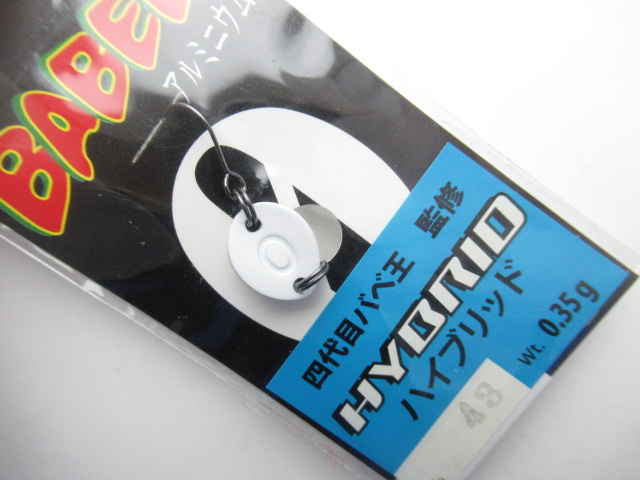 BABE
アルミニウム
0
四代目バベ王 監修
HYBRID
ハイブリッド
Wt. 0.35g
43